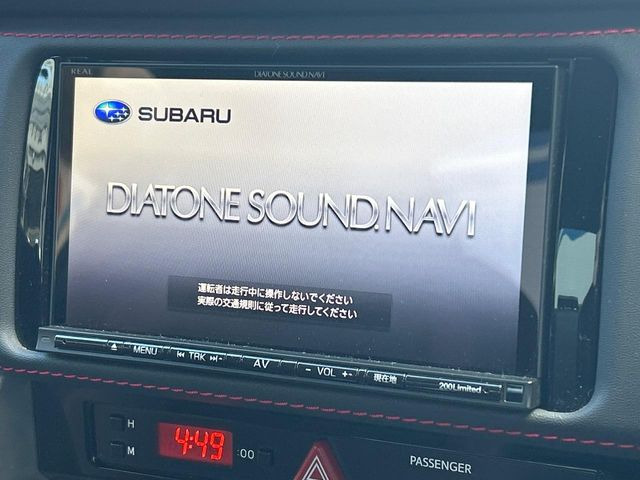 REAL
DIATONE SOUND NAVI
SUBARU
DIATONE SOUND.NAVI
運転者は走行中に操作しないでください
実際の交通規則に従って走行してください
MENU TRK AV - VOL + 現在地 200Limited
H
4:49 :00
M
PASSENGER